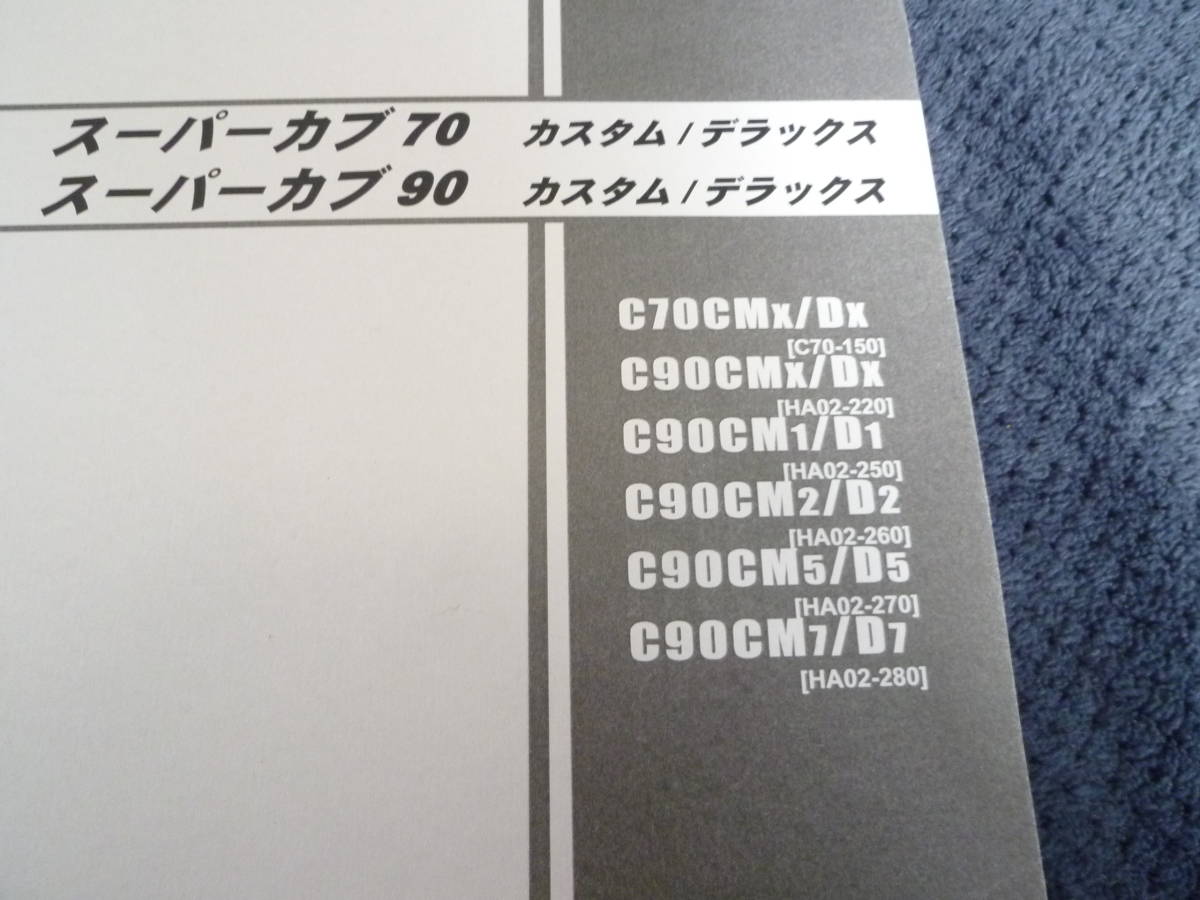 スーパーカブ 70 カスタム / デラックス
スーパーカブ 90 カスタム / デラックス
C70CMX/DX
[C70-150]
C90CMX/DX
[HA02-220]
C90CM1/D1
[HA02-250]
C90CM2/D2
[HA02-260]
C90CM5/D5
[HA02-270]
C90CM7/D7
[HA02-280]